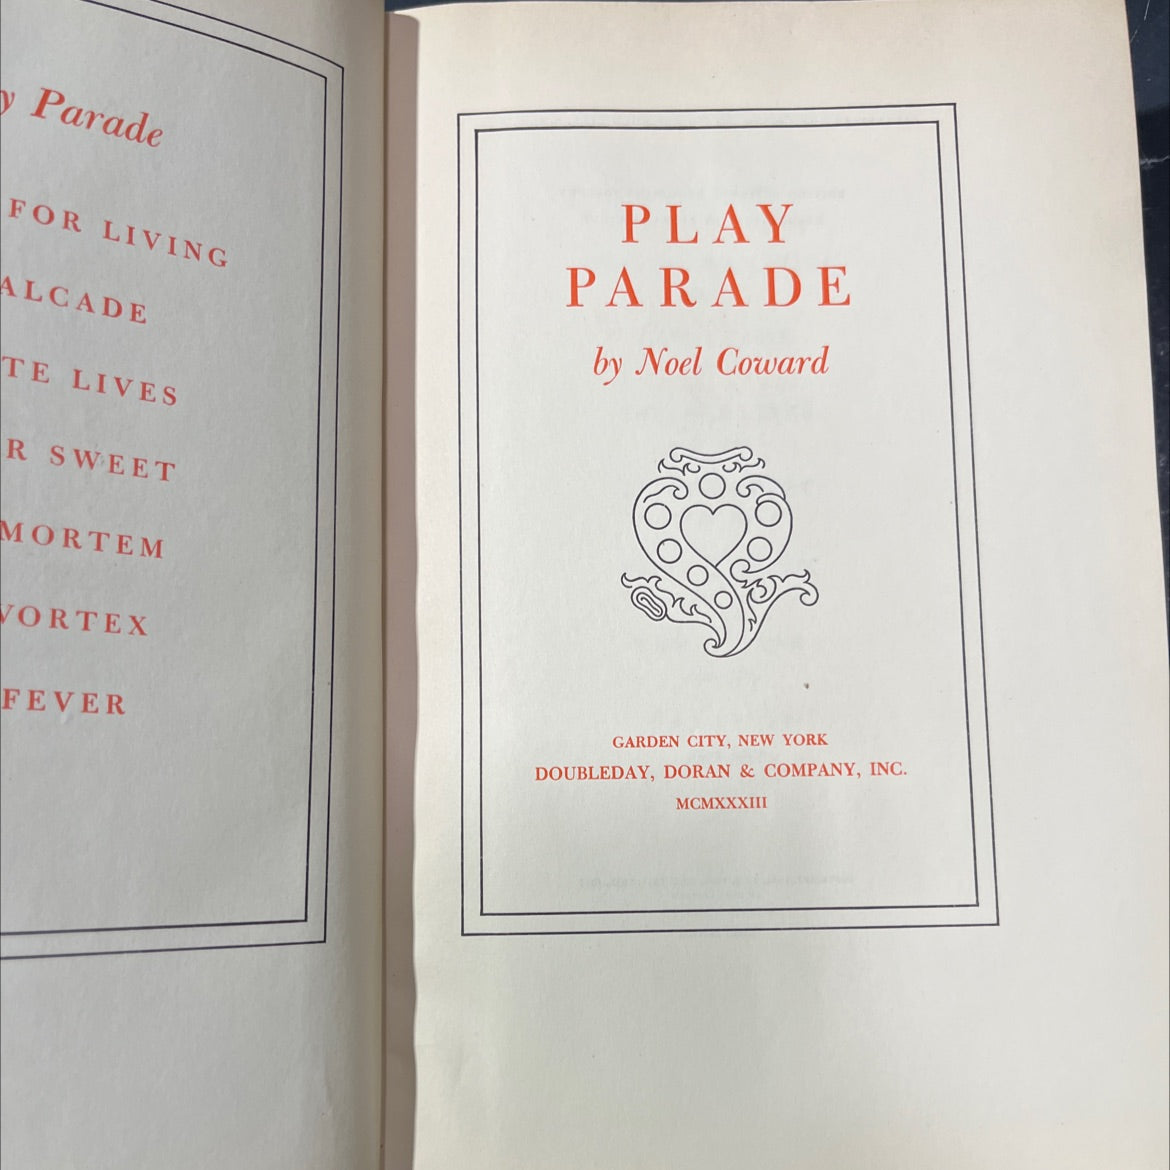 y Parade
FOR LIVING
ALCADE
TE LIVES
R SWEET
MORTEM
VORTEX
FEVER
PLAY
PARADE
by Noel Coward
GARDEN CITY, NEW YORK
DOUBLEDAY, DORAN & COMPANY, INC.
MCMXXXIII